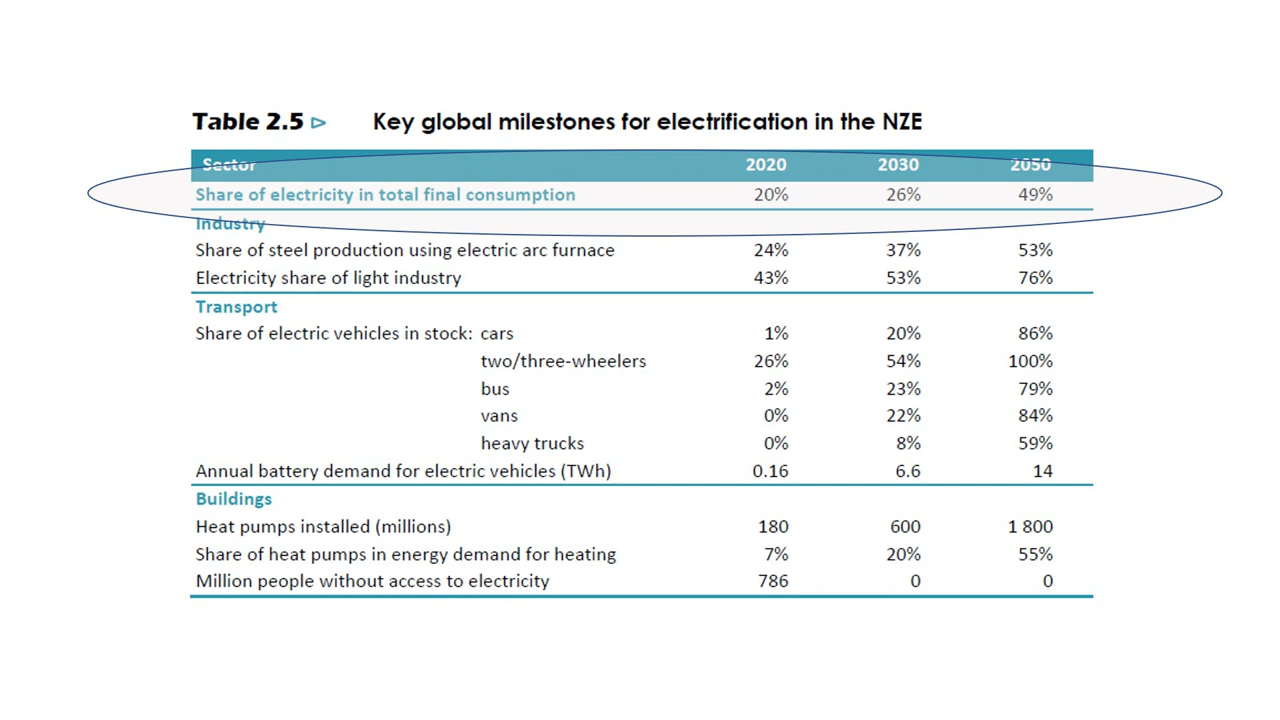 Table 2.5 ▷ Key global milestones for electrification in the NZE
Sector 2020 2030 2050
Share of electricity in total final consumption 20% 26% 49%
Industry
Share of steel production using electric arc furnace 24% 37% 53%
Electricity share of light industry 43% 53% 76%
Transport
Share of electric vehicles in stock: cars 1% 20% 86%
two/three-wheelers 26% 54% 100%
bus 2% 23% 79%
vans 0% 22% 84%
heavy trucks 0% 8% 59%
Annual battery demand for electric vehicles (TWh) 0.16 6.6 14
Buildings
Heat pumps installed (millions) 180 600 1 800
Share of heat pumps in energy demand for heating 7% 20% 55%
Million people without access to electricity 786 0 0